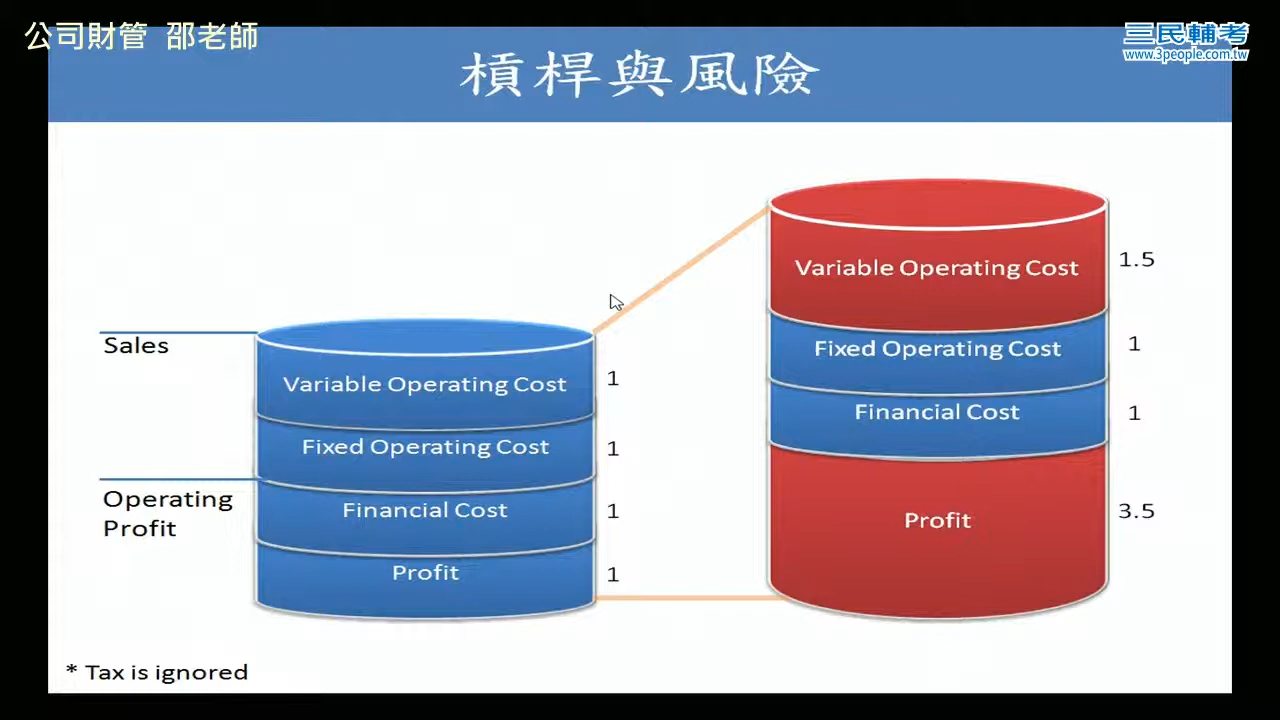 公司財管 邵老師
三民輔考
www.3people.com.tw
槓桿與風險
Sales
Operating
Profit
Variable Operating Cost
1
Fixed Operating Cost
1
Financial Cost
1
Profit
1
Variable Operating Cost
1.5
Fixed Operating Cost
1
Financial Cost
1
Profit
3.5
* Tax is ignored